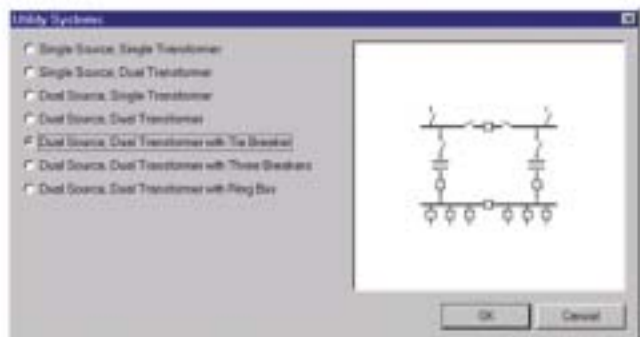 Utility Systems
Single Source, Single Transformer
Single Source, Dual Transformer
Dual Source, Single Transformer
Dual Source, Dual Transformer
Dual Source, Dual Transformer with Tie Breaker
Dual Source, Dual Transformer with Three Breakers
Dual Source, Dual Transformer with Ring Bus
OK
Cancel